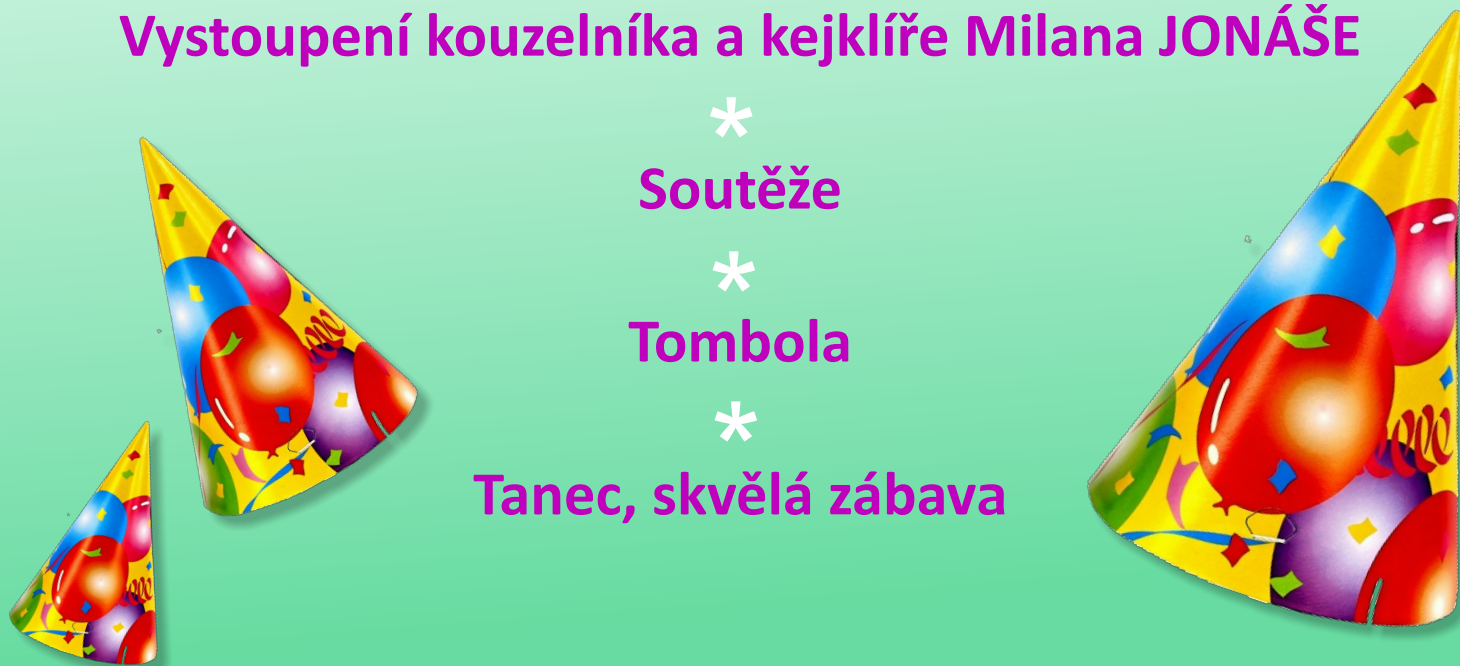 Vystoupení kouzelníka a kejklíře Milana JONÁŠE
*
Soutěže
*
Tombola
*
Tanec, skvělá zábava